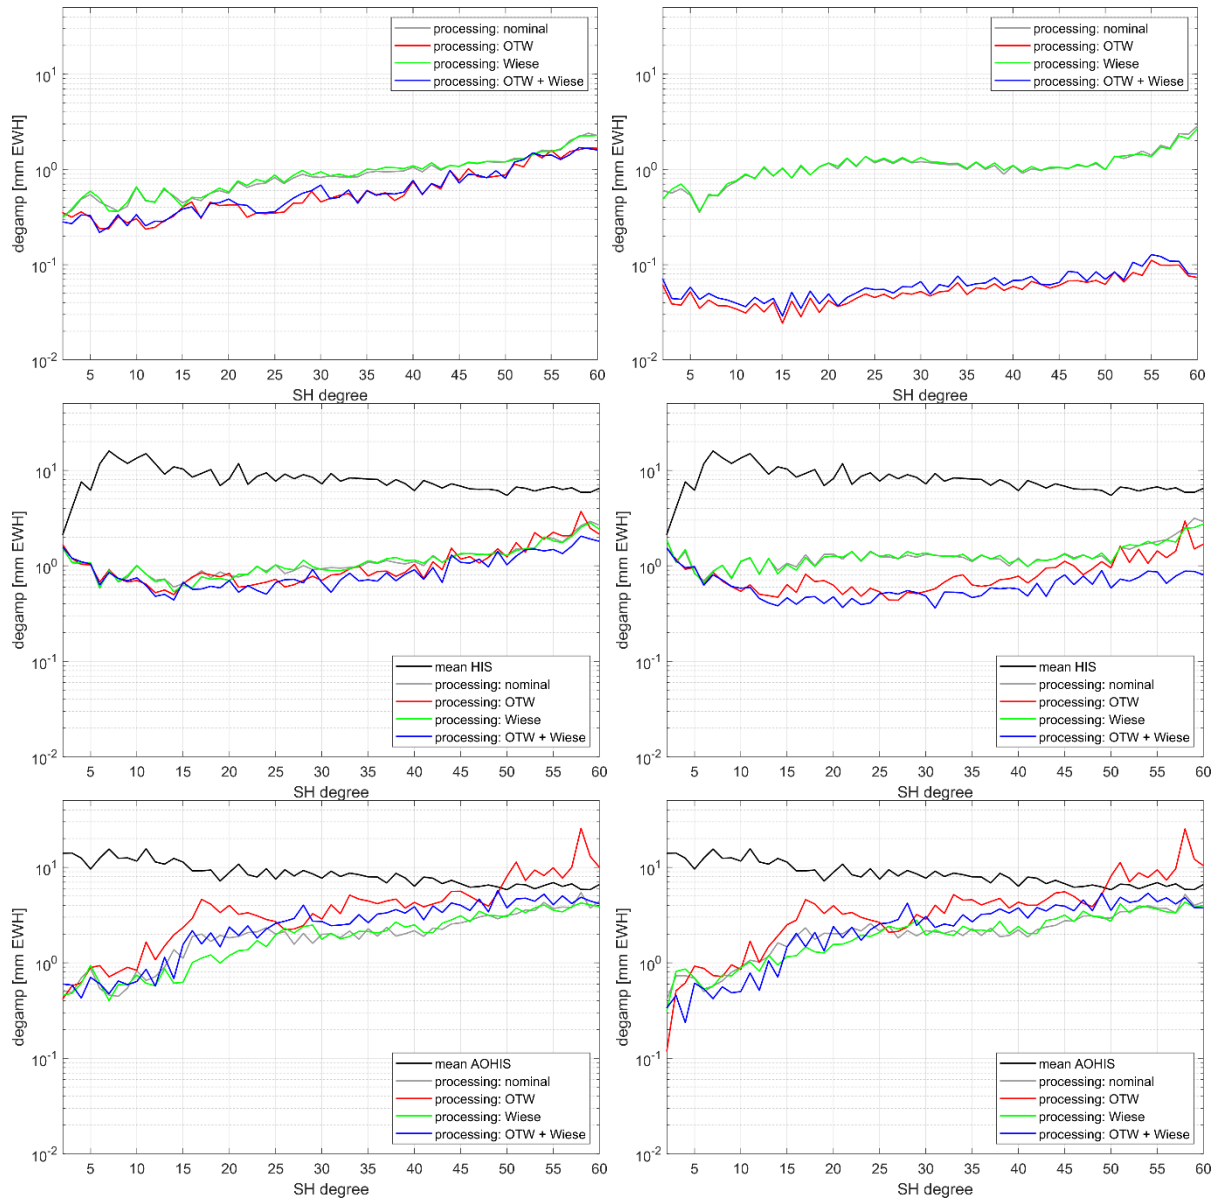 processing: nominal
processing: OTW
processing: Wiese
processing: OTW + Wiese
degamp [mm EWH]
10^1
10^0
10^-1
10^-2
5 10 15 20 25 30 35 40 45 50 55 60
SH degree
processing: nominal
processing: OTW
processing: Wiese
processing: OTW + Wiese
degamp [mm EWH]
10^1
10^0
10^-1
10^-2
5 10 15 20 25 30 35 40 45 50 55 60
SH degree
degamp [mm EWH]
10^1
10^0
10^-1
10^-2
mean HIS
processing: nominal
processing: OTW
processing: Wiese
processing: OTW + Wiese
5 10 15 20 25 30 35 40 45 50 55 60
SH degree
degamp [mm EWH]
10^1
10^0
10^-1
10^-2
mean HIS
processing: nominal
processing: OTW
processing: Wiese
processing: OTW + Wiese
5 10 15 20 25 30 35 40 45 50 55 60
SH degree
degamp [mm EWH]
10^1
10^0
10^-1
10^-2
mean AOHIS
processing: nominal
processing: OTW
processing: Wiese
processing: OTW + Wiese
5 10 15 20 25 30 35 40 45 50 55 60
SH degree
degamp [mm EWH]
10^1
10^0
10^-1
10^-2
mean AOHIS
processing: nominal
processing: OTW
processing: Wiese
processing: OTW + Wiese
5 10 15 20 25 30 35 40 45 50 55 60
SH degree